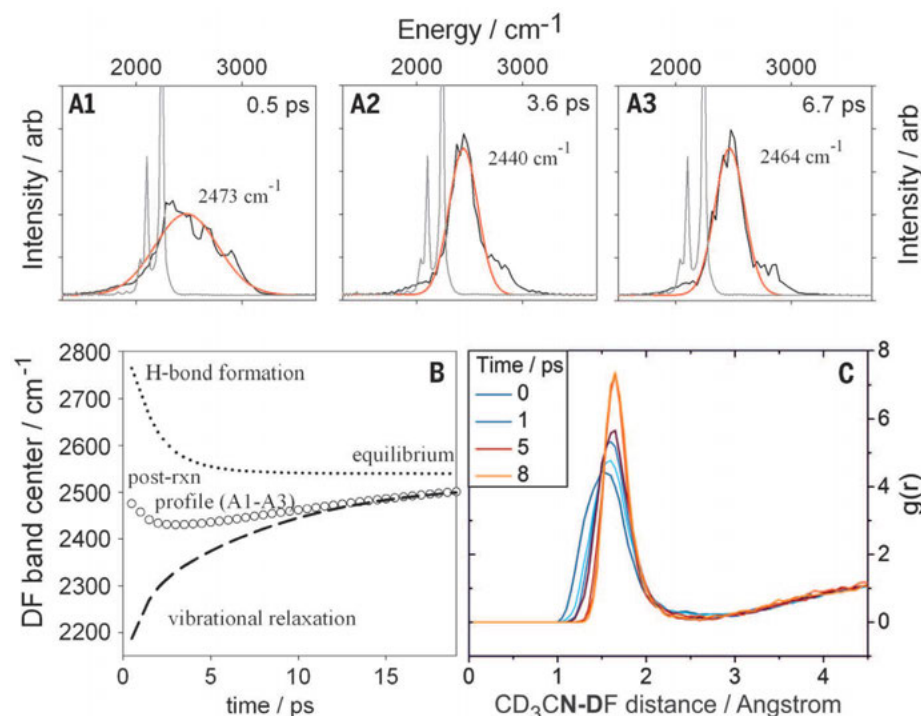 Energy / cm-1
2000 3000 2000 3000 2000 3000
A1 0.5 ps A2 3.6 ps A3 6.7 ps
Intensity / arb
2473 cm-1
2440 cm-1
2464 cm-1
Intensity / arb
DF band center / cm-1
2800
2700
2600
2500
2400
2300
2200
B
H-bond formation
equilibrium
post-rxn
profile (A1-A3)
vibrational relaxation
0 5 10 15
time / ps
Time / ps
0
1
5
8
C
8
6
4
2
0
g(r)
0 1 2 3 4
CD3CN-DF distance / Angstrom